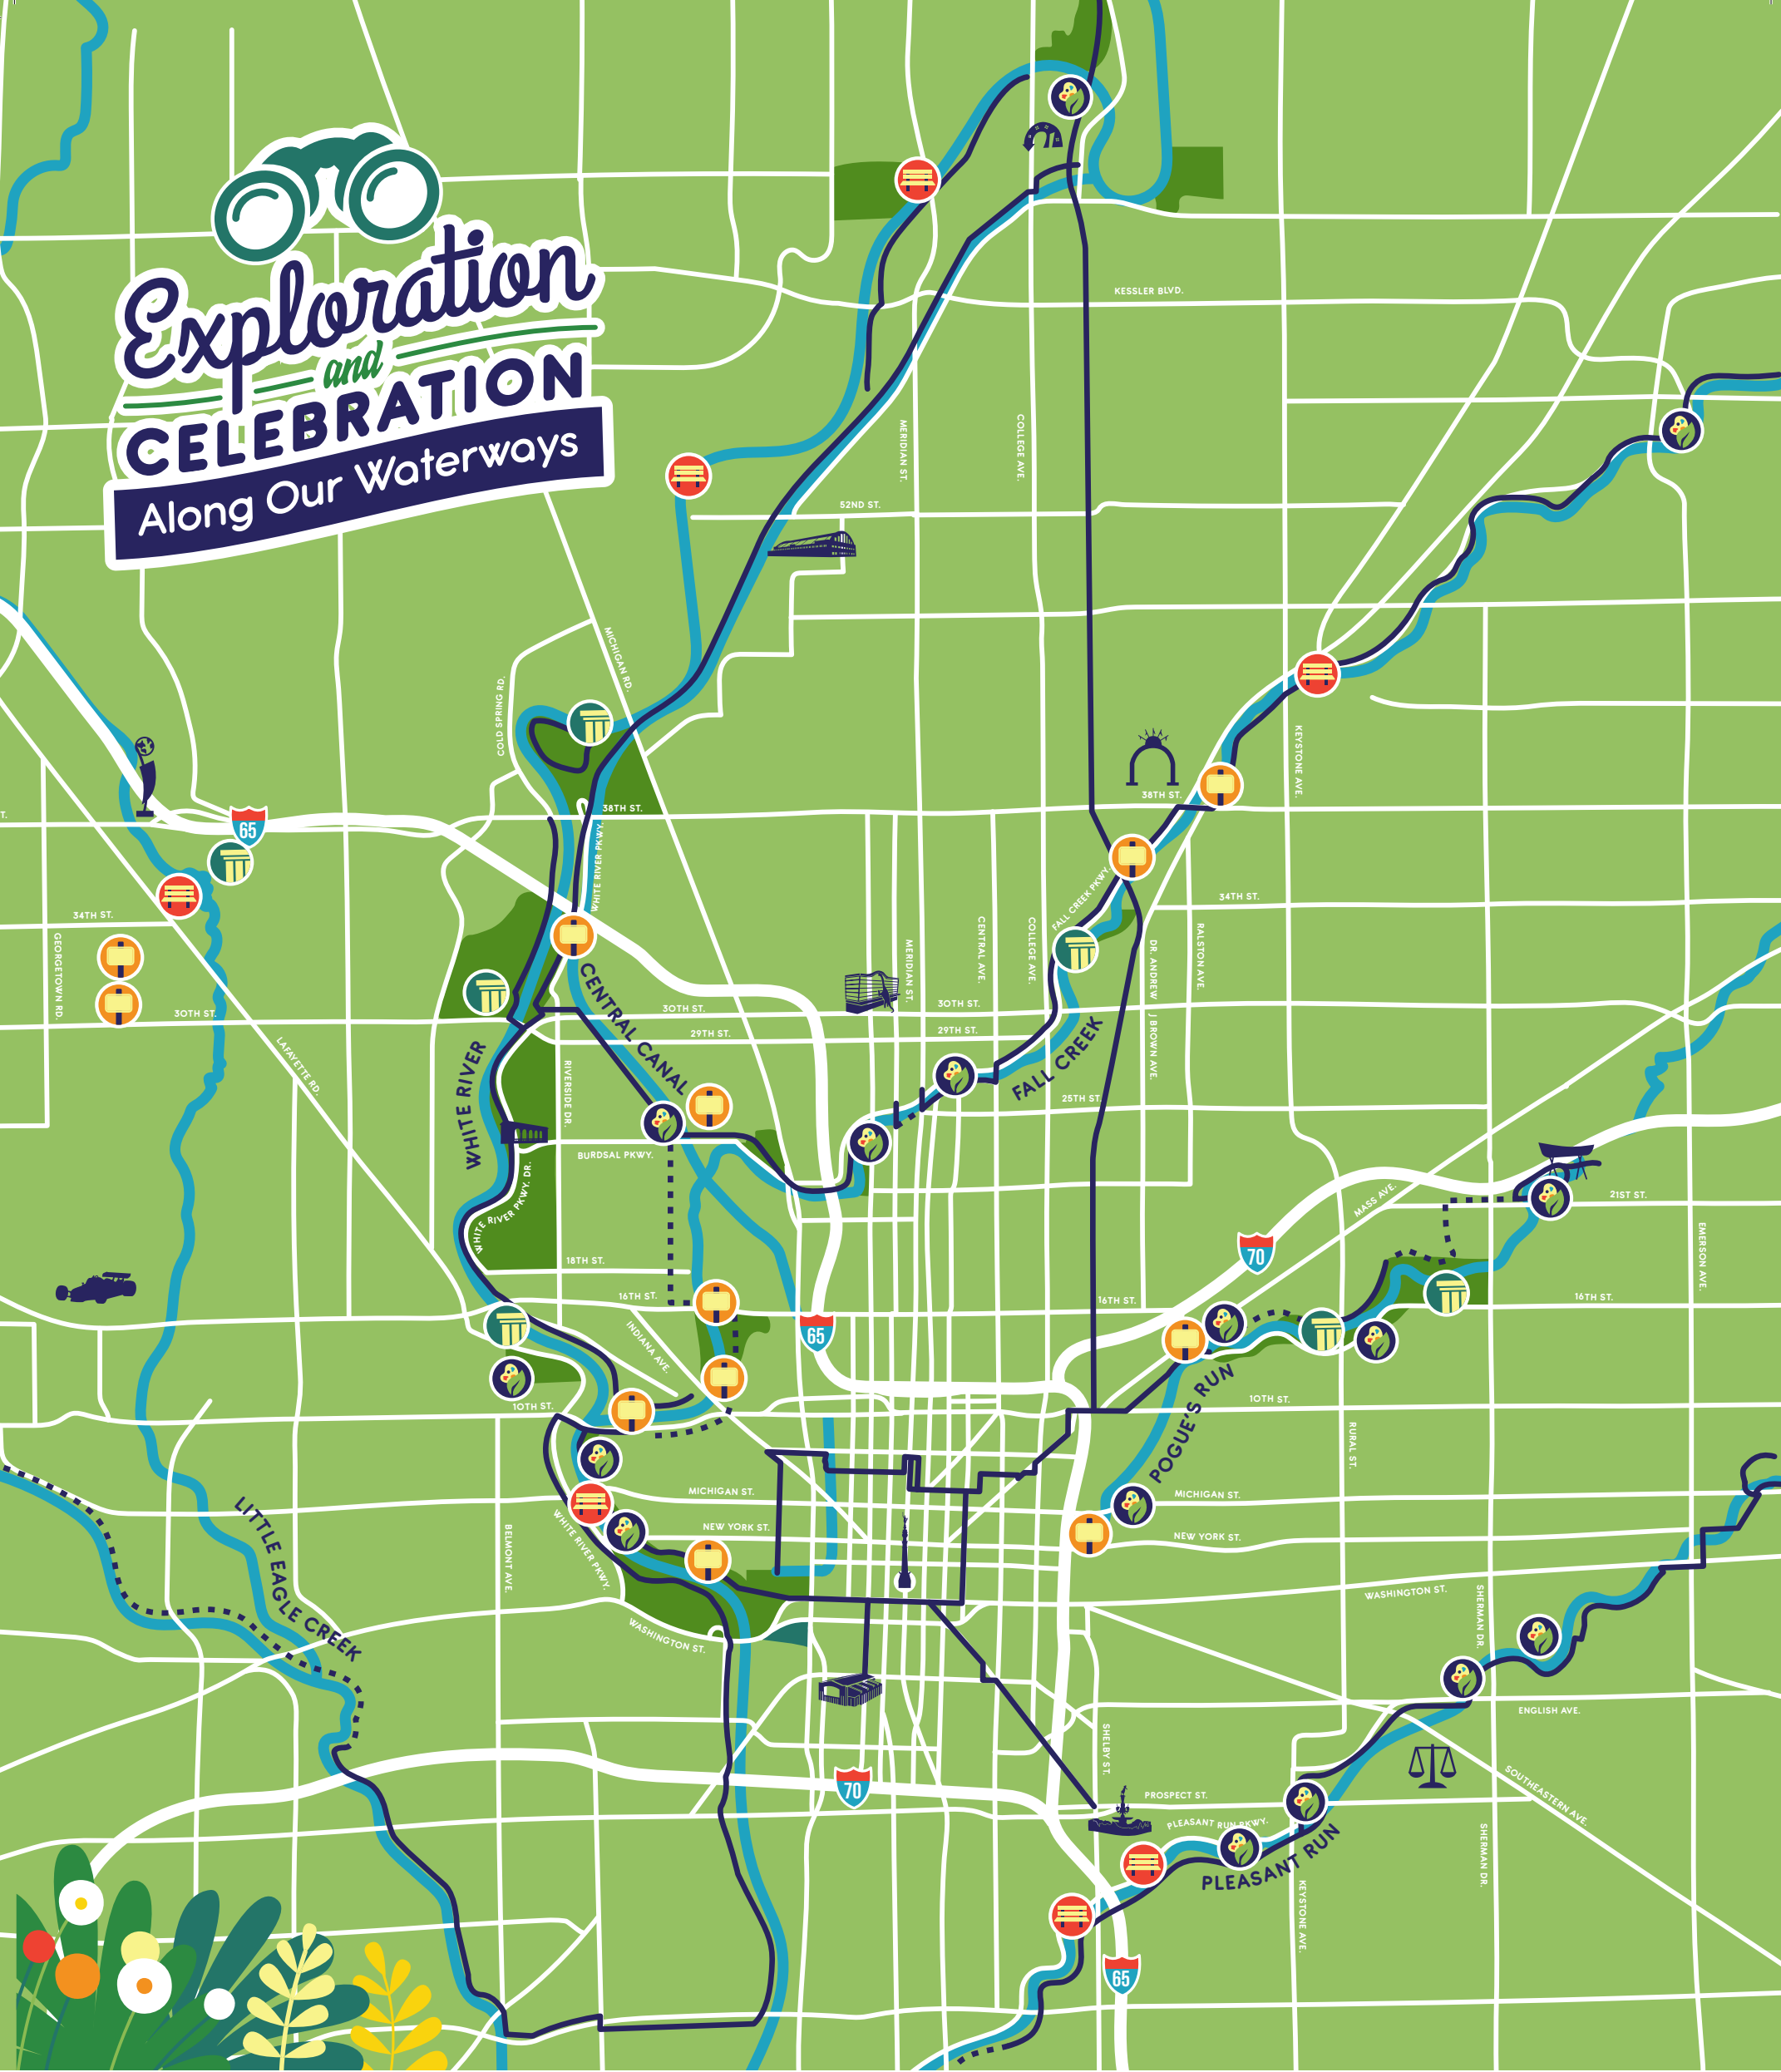 Exploration
and
CELEBRATION
Along Our Waterways
KESSLER BLVD.
MERIDIAN ST.
COLLEGE AVE.
52ND ST.
MICHIGAN RD.
COLD SPRING RD.
KEYSTONE AVE.
38TH ST.
38TH ST.
T.
65
WHITE RIVER PKWY.
FALL CREEK PKWY.
34TH ST.
34TH ST.
GEORGETOWN RD.
MERIDIAN ST.
CENTRAL AVE.
COLLEGE AVE.
DR. ANDREW J BROWN AVE.
RALSTON AVE.
CENTRAL CANAL
30TH ST.
30TH ST.
30TH ST.
29TH ST.
29TH ST.
LAFAYETTE RD.
WHITE RIVER
RIVERSIDE DR.
FALL CREEK
25TH ST.
BURDSAL PKWY.
WHITE RIVER PKWY. DR.
MASS AVE.
21ST ST.
EMERSON AVE.
70
18TH ST.
16TH ST.
16TH ST.
16TH ST.
INDIANA AVE.
65
POGUE'S RUN
10TH ST.
10TH ST.
RURAL ST.
MICHIGAN ST.
MICHIGAN ST.
NEW YORK ST.
NEW YORK ST.
LITTLE EAGLE CREEK
BELMONT AVE.
WHITE RIVER PKWY.
WASHINGTON ST.
WASHINGTON ST.
SHERMAN DR.
ENGLISH AVE.
SHELBY ST.
70
PROSPECT ST.
PLEASANT RUN PKWY.
SOUTHEASTERN AVE.
PLEASANT RUN
SHERMAN DR.
KEYSTONE AVE.
65